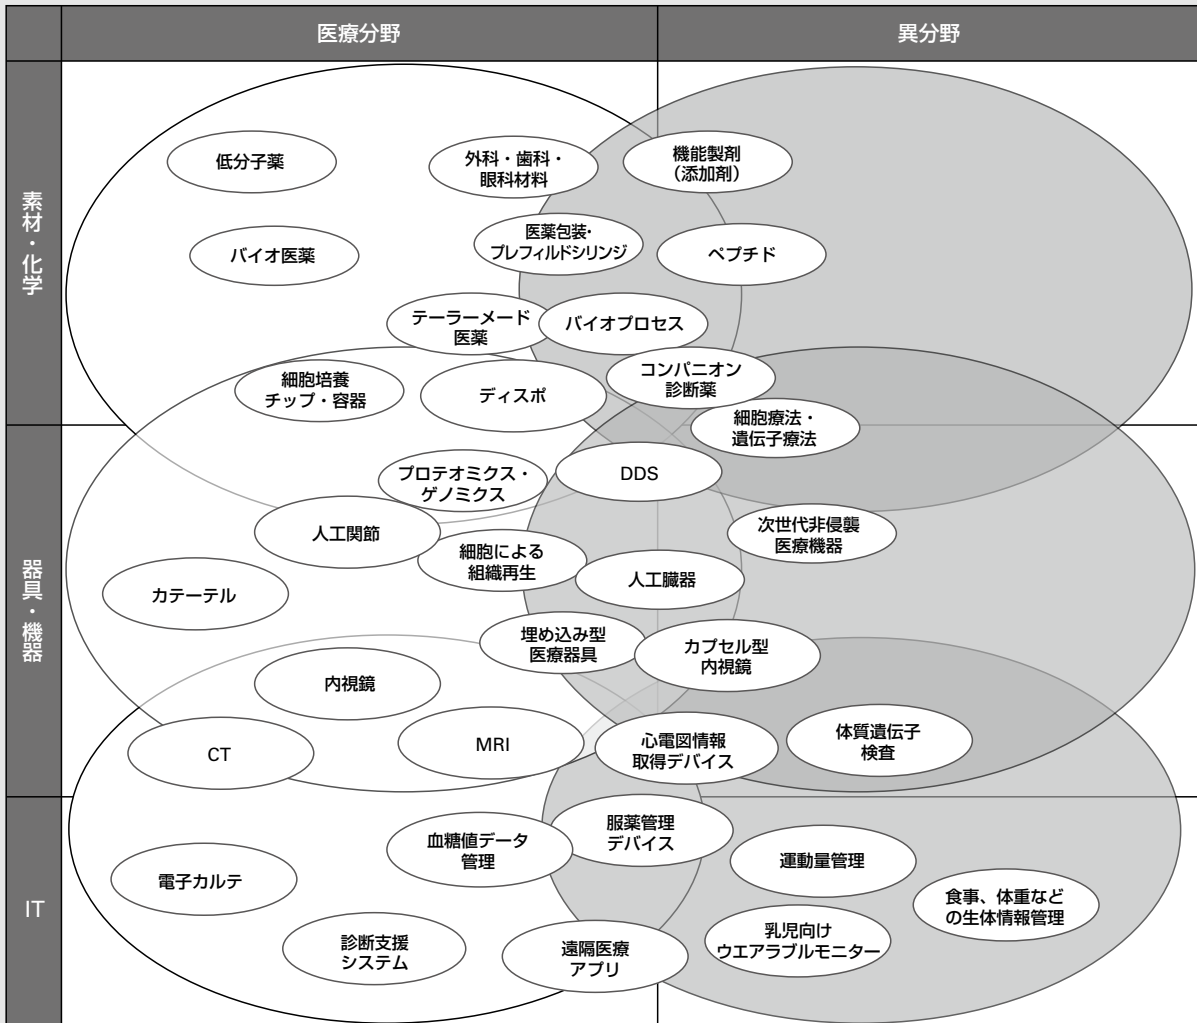 医療分野
異分野
素材・化学
低分子薬
外科・歯科・
眼科材料
機能製剤
（添加剤）
バイオ医薬
医薬包装・
プレフィルドシリンジ
ペプチド
テーラーメード
医薬
バイオプロセス
細胞培養
チップ・容器
ディスポ
コンパニオン
診断薬
細胞療法・
遺伝子療法
器具・機器
プロテオミクス・
ゲノミクス
DDS
人工関節
次世代非侵襲
医療機器
カテーテル
細胞による
組織再生
人工臓器
埋め込み型
医療器具
カプセル型
内視鏡
内視鏡
CT
MRI
心電図情報
取得デバイス
体質遺伝子
検査
IT
血糖値データ
管理
服薬管理
デバイス
運動量管理
電子カルテ
食事、体重など
の生体情報管理
診断支援
システム
遠隔医療
アプリ
乳児向け
ウエアラブルモニター